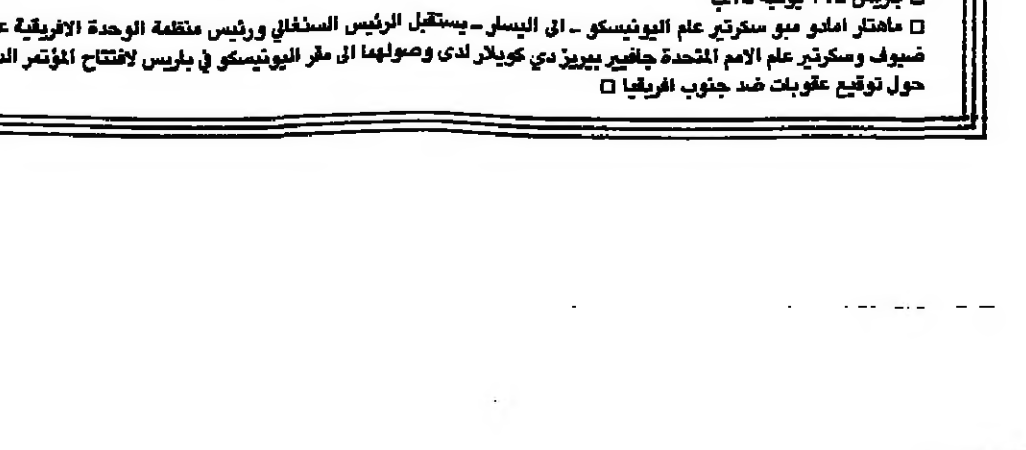 □ ماهتار امادو مبو سكرتير عام اليونيسكو ـ الى اليسار ـ يستقبل الرئيس السنغالي ورئيس منظمة الوحدة الافريقية
ضيوف وسكرتير عام الامم المتحدة جافيير بيريز دي كويلار لدى وصولهما الى مقر اليونيسكو في باريس لافتتاح المؤتمر
حول توقيع عقوبات ضد جنوب افريقيا □